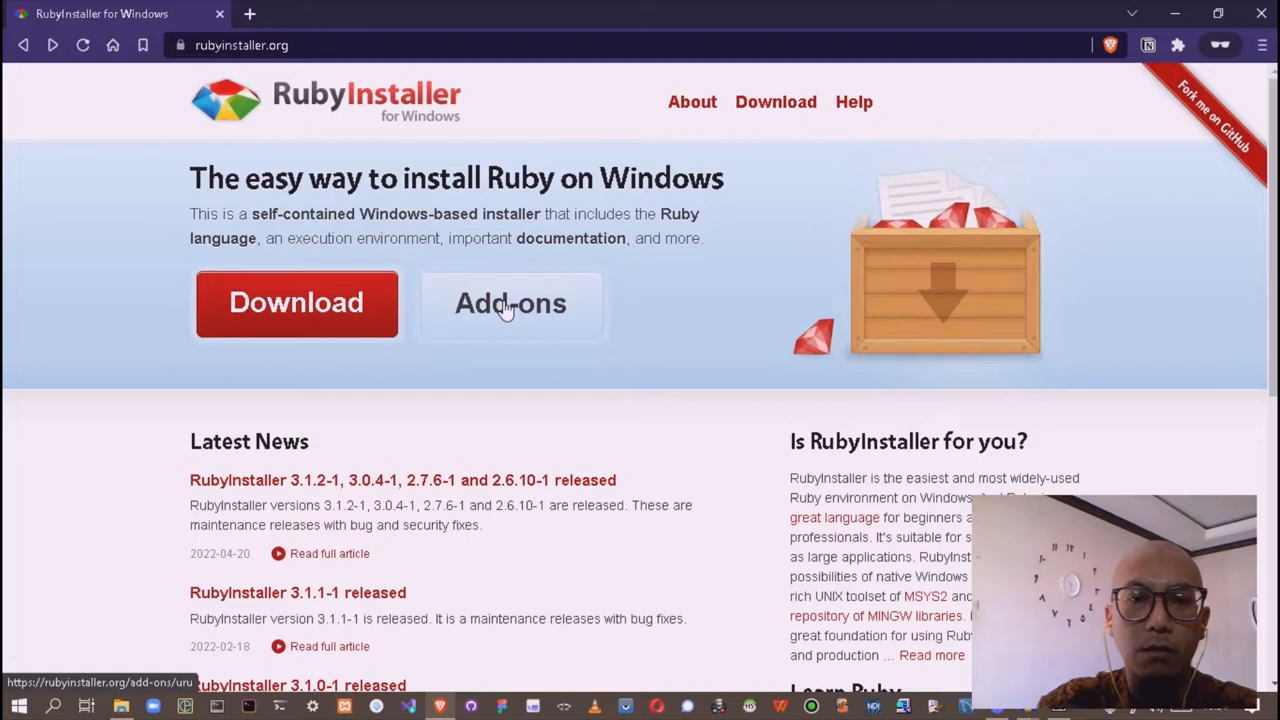 RubyInstaller for Windows
rubyinstaller.org
RubyInstaller
for Windows
About Download Help
Fork me on GitHub
The easy way to install Ruby on Windows
This is a self-contained Windows-based installer that includes the Ruby
language, an execution environment, important documentation, and more.
Download
Add-ons
Latest News
RubyInstaller 3.1.2-1, 3.0.4-1, 2.7.6-1 and 2.6.10-1 released
RubyInstaller versions 3.1.2-1, 3.0.4-1, 2.7.6-1 and 2.6.10-1 are released. These are
maintenance releases with bug and security fixes.
2022-04-20 Read full article
RubyInstaller 3.1.1-1 released
RubyInstaller version 3.1.1-1 is released. It is a maintenance release with bug fixes.
2022-02-18 Read full article
RubyInstaller 3.1.0-1 released
Is RubyInstaller for you?
RubyInstaller is the easiest and most widely-used
Ruby environment on Windows.
great language for beginners
professionals. It's suitable for
as large applications.
possibilities of native Windows
rich UNIX toolset of MSYS2 and
repository of MINGW libraries.
great foundation for using
and production ... Read more
Learn Ruby
https://rubyinstaller.org/add-ons/uru